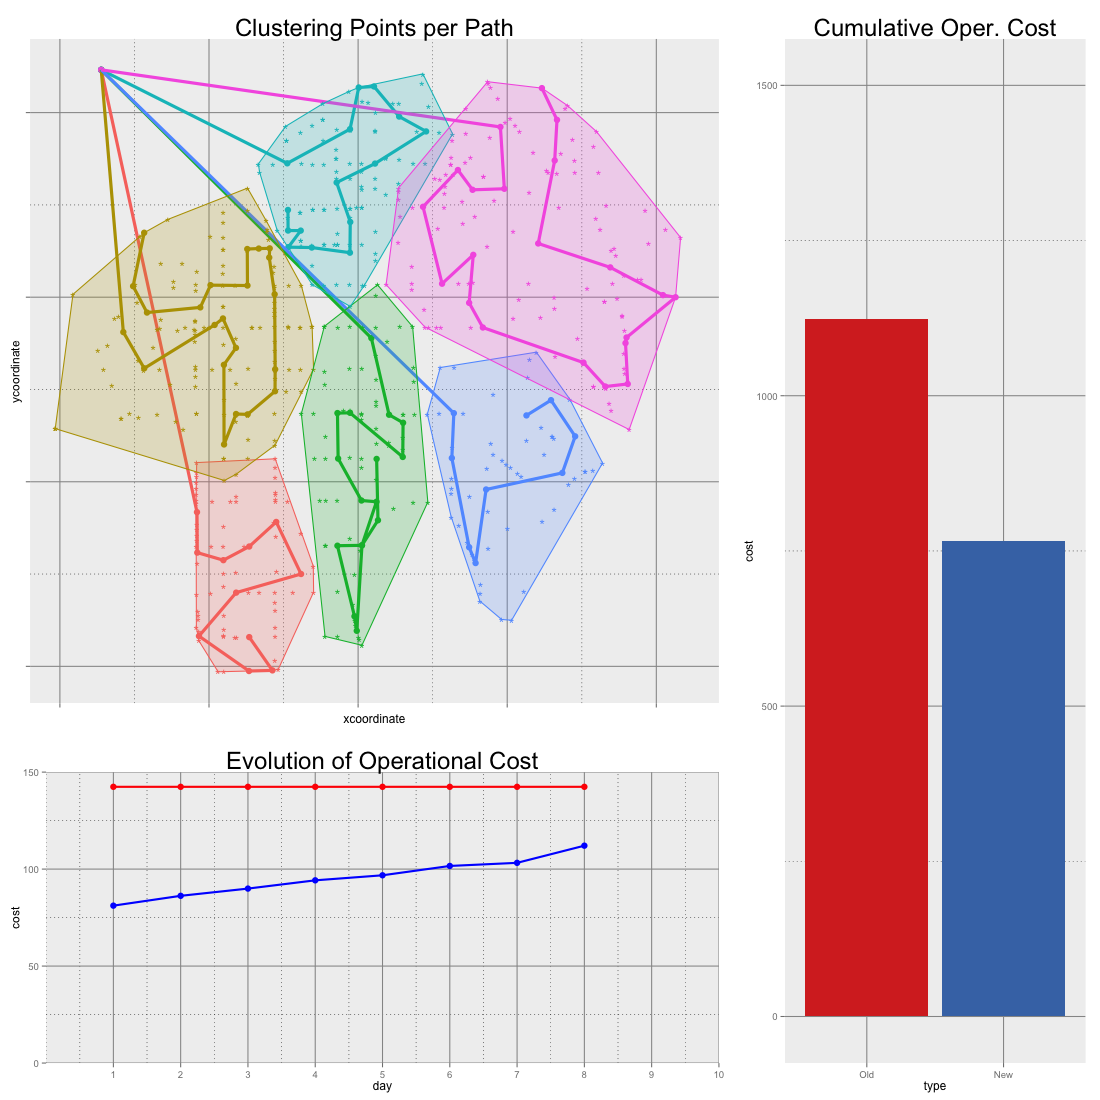 Clustering Points per Path
ycoordinate
xcoordinate
Evolution of Operational Cost
cost
150
100
50
0
1 2 3 4 5 6 7 8 9 10
day
Cumulative Oper. Cost
cost
1500
1000
500
0
Old New
type